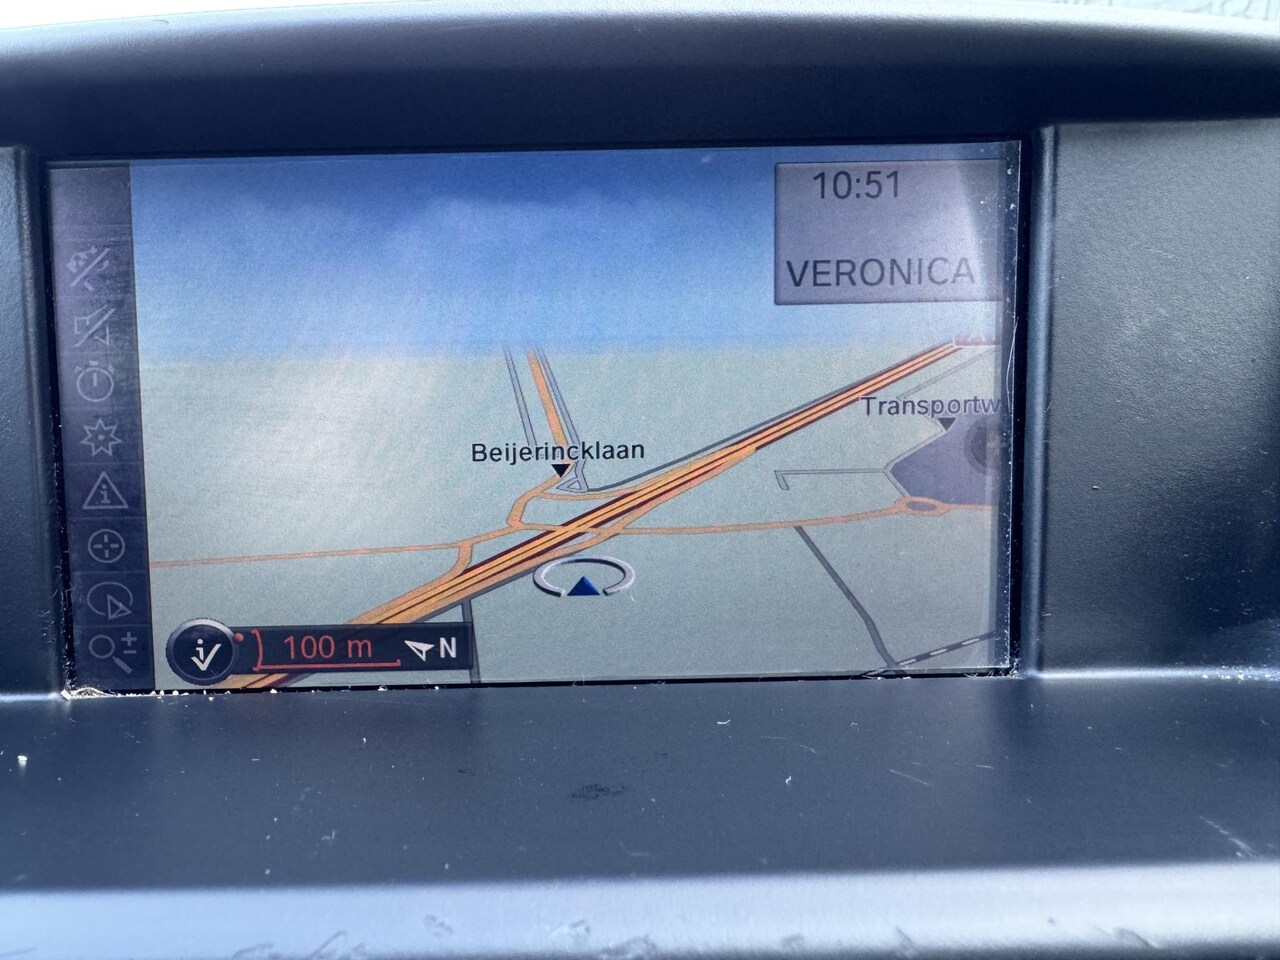 10:51
VERONICA
Transportw
Beijerincklaan
100 m
N